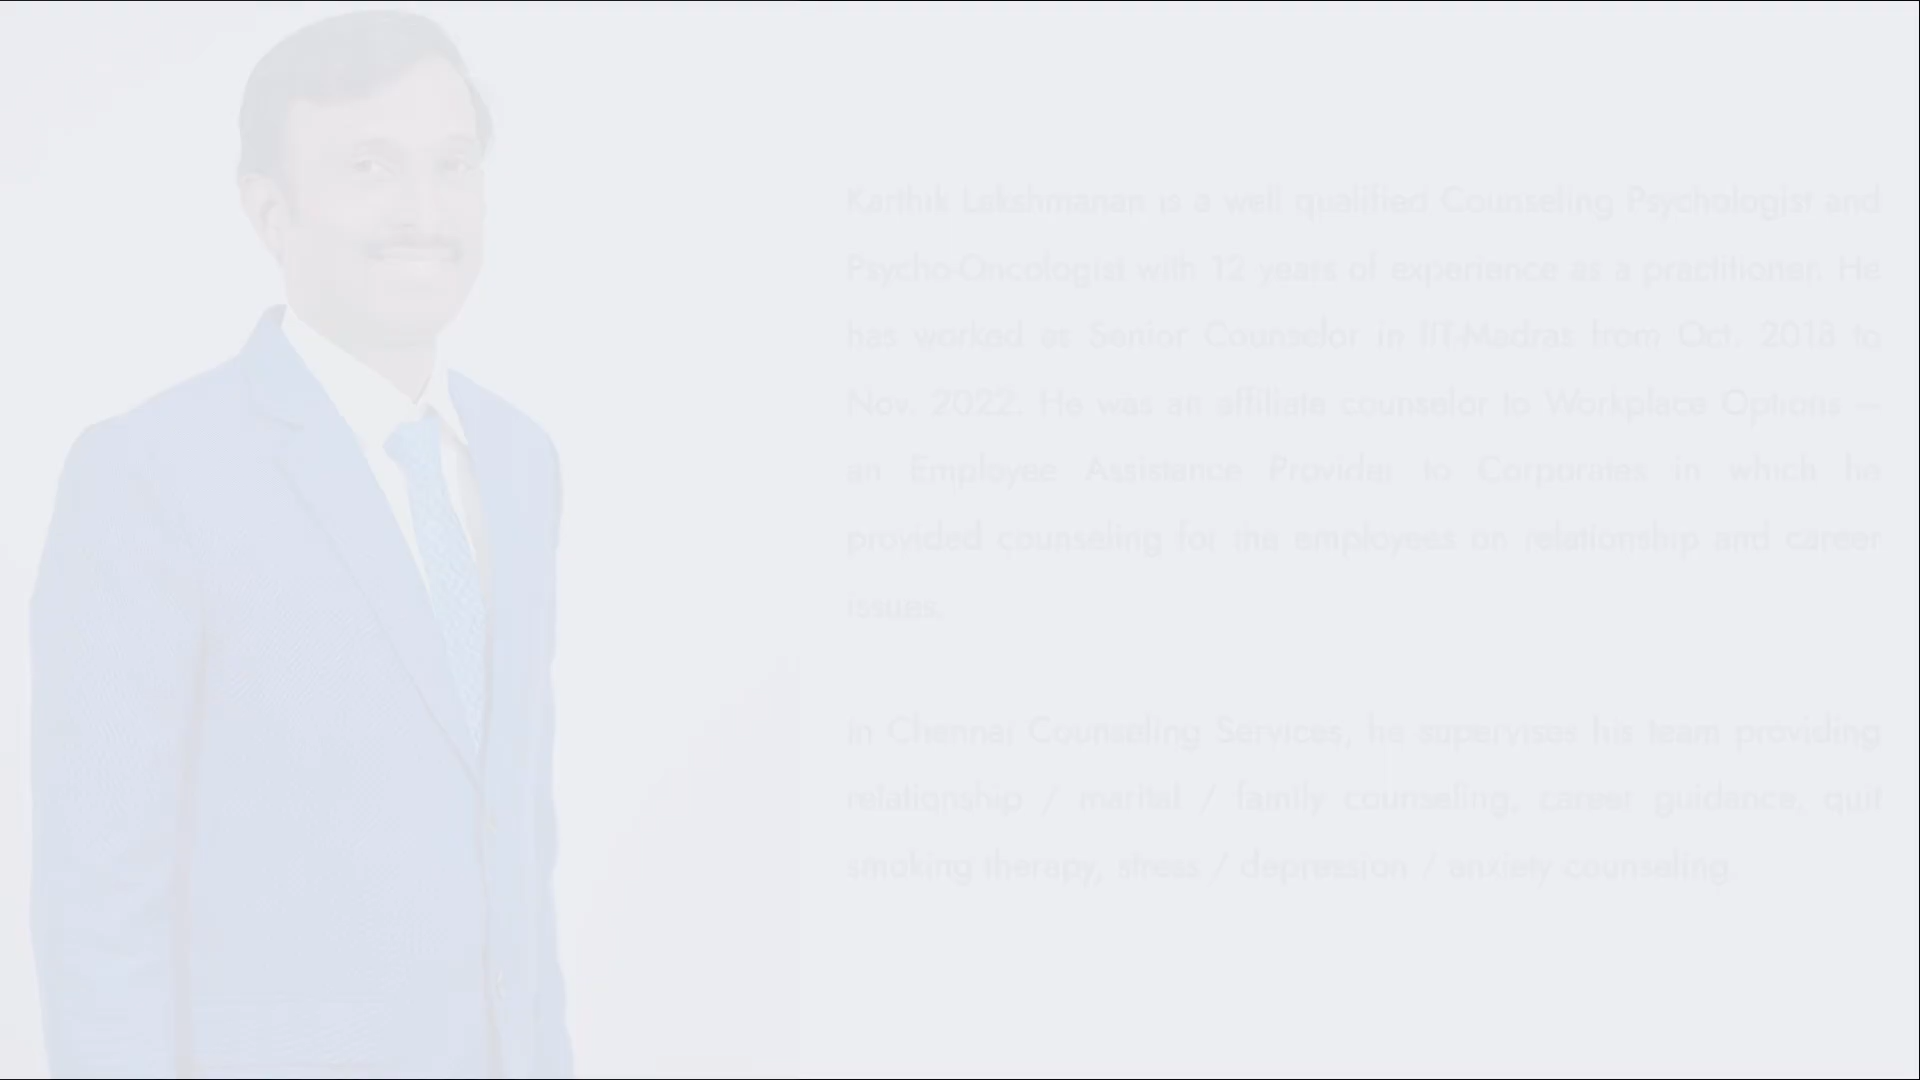 Karthik Lakshmanan is a well qualified Counseling Psychologist and
Psycho-Oncologist with 12 years of experience as a practitioner. He
has worked as Senior Counselor in IIT-Madras from Oct. 2018 to
Nov. 2022. He was an affiliate counselor to Workplace Options –
an Employee Assistance Provider to Corporates in which he
provided counseling for the employees on relationship and career
issues.
In Chennai Counseling Services, he supervises his team providing
relationship / marital / family counseling, career guidance, quit
smoking therapy, stress / depression / anxiety counseling.